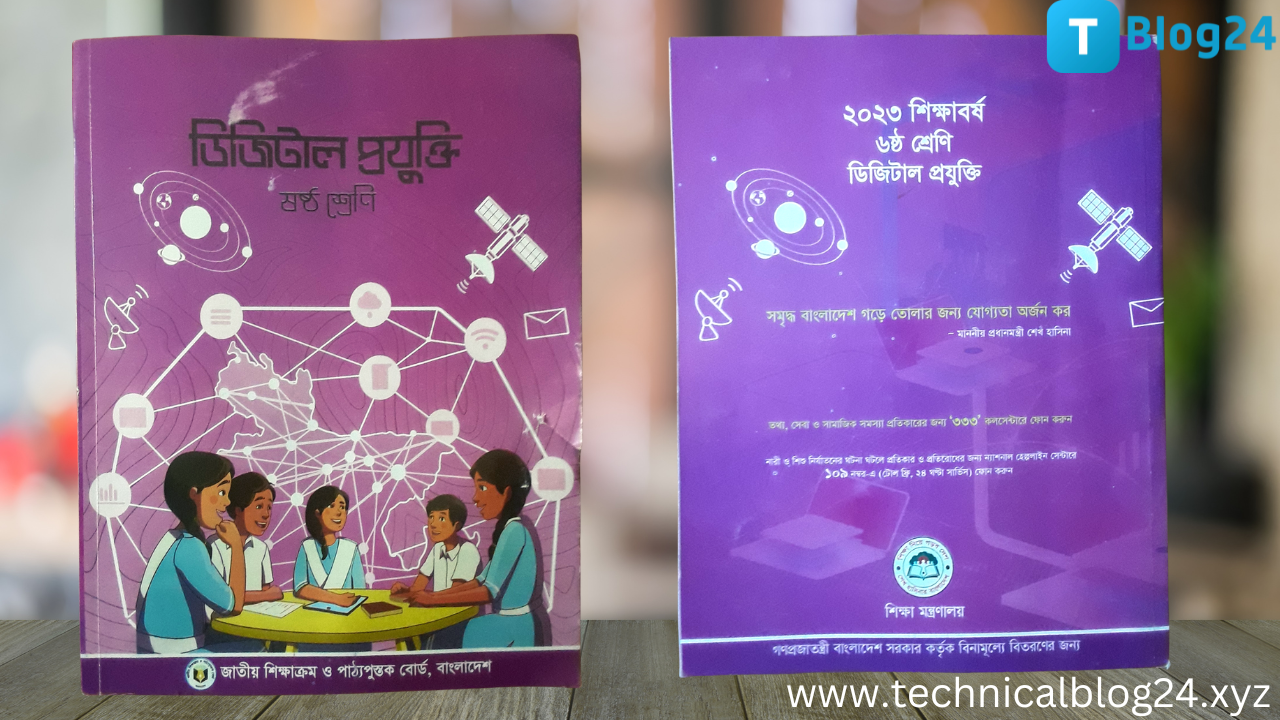 ডিজিটাল প্রযুক্তি
ষষ্ঠ শ্রেণি
জাতীয় শিক্ষাক্রম ও পাঠ্যপুস্তক বোর্ড, বাংলাদেশ
T Blog24
২০২৩ শিক্ষাবর্ষ
৬ষ্ঠ শ্রেণি
ডিজিটাল প্রযুক্তি
সমৃদ্ধ বাংলাদেশ গড়ে তোলার জন্য যোগ্যতা অর্জন কর
– মাননীয় প্রধানমন্ত্রী শেখ হাসিনা
তথ্য, সেবা ও সামাজিক সমস্যা প্রতিকারের জন্য ‘৩৩৩’ কলসেন্টারে ফোন করুন
নারী ও শিশু নির্যাতনের ঘটনা ঘটলে প্রতিকার ও প্রতিরোধের জন্য ন্যাশনাল হেল্পলাইন সেন্টারে
১০৯ নম্বর-এ (টোল ফ্রি, ২৪ ঘন্টা সার্ভিস) ফোন করুন
শিক্ষা মন্ত্রণালয়
গণপ্রজাতন্ত্রী বাংলাদেশ সরকার কর্তৃক বিনামূল্যে বিতরণের জন্য
www.technicalblog24.xyz